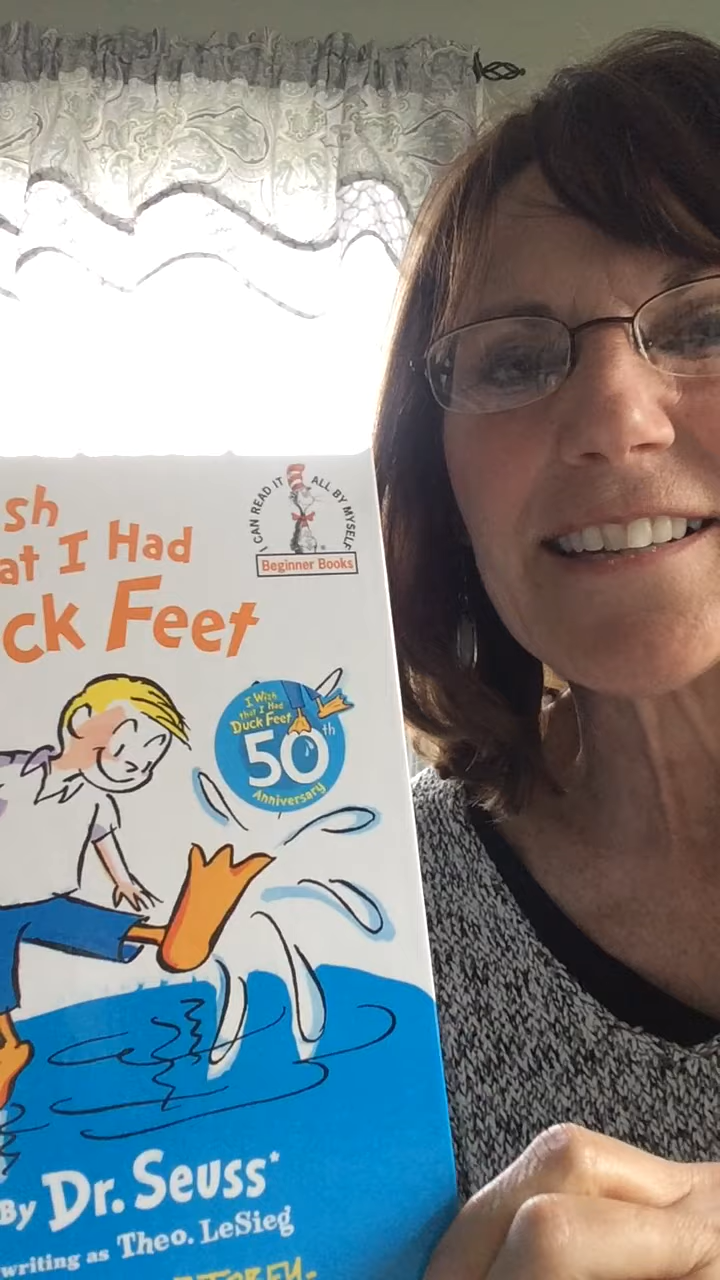 sh
at I Had
ck Feet
I CAN READ IT ALL BY MYSELF
Beginner Books
I Wish
that I Had
Duck Feet
50th
Anniversary
By Dr. Seuss*
writing as Theo. LeSieg